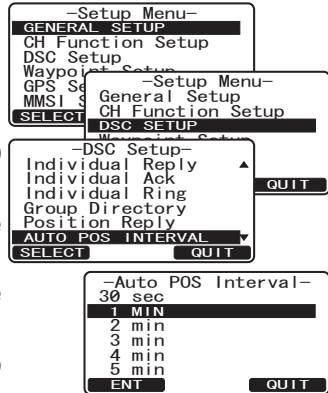 –Setup Menu–
GENERAL SETUP
CH Function Setup
DSC Setup
Waypoint Setup
GPS Se
MMSI S
SELECT
–Setup Menu–
General Setup
CH Function Setup
DSC SETUP
Waypoint Setup
QUIT
–DSC Setup–
Individual Reply
Individual Ack
Individual Ring
Group Directory
Position Reply
AUTO POS INTERVAL
SELECT QUIT
–Auto POS Interval–
30 sec
1 MIN
2 min
3 min
4 min
5 min
ENT QUIT